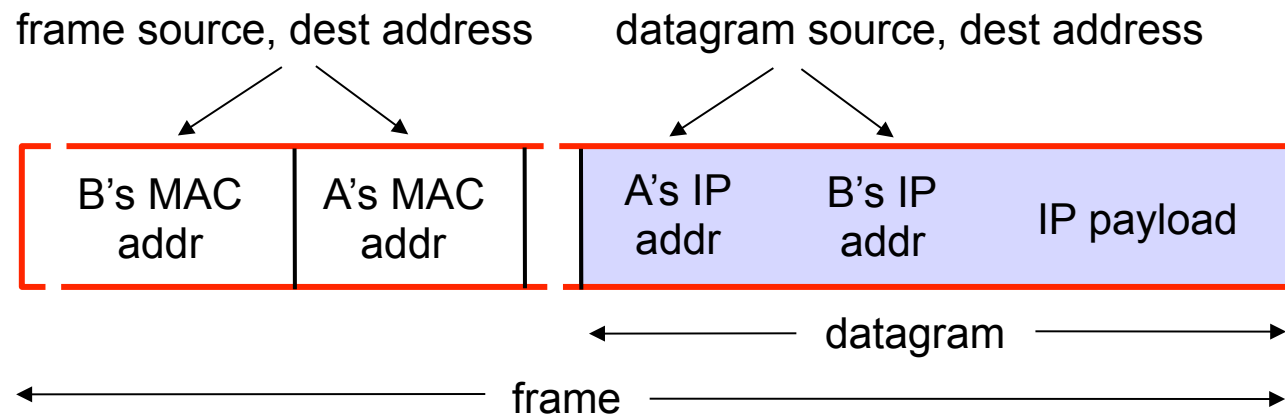 frame source, dest address
datagram source, dest address
B's MAC
addr
A's MAC
addr
A's IP
addr
B's IP
addr
IP payload
datagram
frame